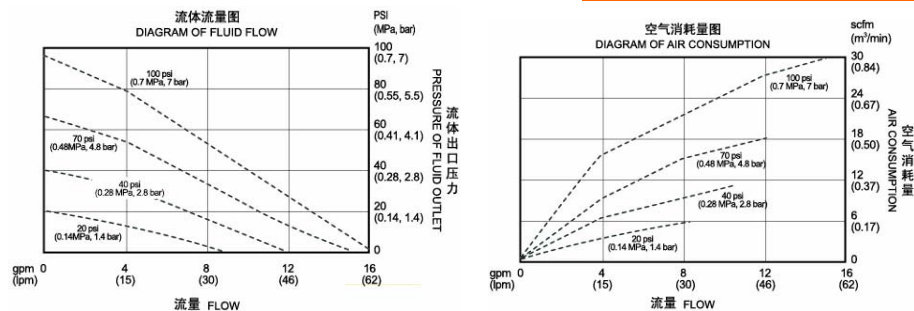 流体流量图
DIAGRAM OF FLUID FLOW
PSI
(MPa, bar)
100
(0.7, 7)
80
(0.55, 5.5)
60
(0.41, 4.1)
40
(0.28, 2.8)
20
(0.14, 1.4)
0
流体出口压力
PRESSURE OF FLUID OUTLET
100 psi
(0.7 MPa, 7 bar)
70 psi
(0.48MPa, 4.8 bar)
40 psi
(0.28 MPa, 2.8 bar)
20 psi
(0.14MPa, 1.4 bar)
gpm 0 4 8 12 16
(lpm) (15) (30) (46) (62)
流量 FLOW
空气消耗量图
DIAGRAM OF AIR CONSUMPTION
scfm
(m³/min)
30
(0.84)
24
(0.67)
18
(0.50)
12
(0.37)
6
(0.17)
0
空气消耗量
AIR CONSUMPTION
100 psi
(0.7 MPa, 7 bar)
70 psi
(0.48 MPa, 4.8 bar)
40 psi
(0.28 MPa, 2.8 bar)
20 psi
(0.14 MPa, 1.4 bar)
gpm 0 4 8 12 16
(lpm) (15) (30) (46) (62)
流量 FLOW